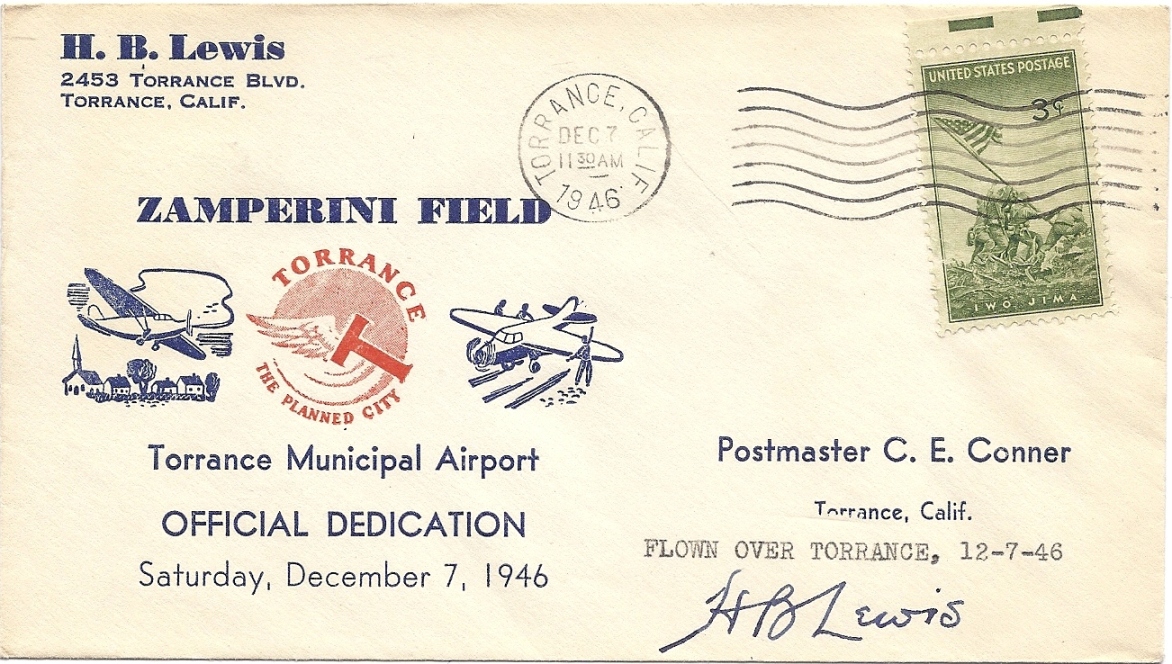 H. B. Lewis
2453 TORRANCE BLVD.
TORRANCE, CALIF.
TORRANCE, CALIF
DEC 7
11 30 AM
1946
UNITED STATES POSTAGE
3¢
IWO JIMA
ZAMPERINI FIELD
TORRANCE
T
THE PLANNED CITY
Torrance Municipal Airport
OFFICIAL DEDICATION
Saturday, December 7, 1946
Postmaster C. E. Conner
Torrance, Calif.
FLOWN OVER TORRANCE, 12-7-46
HB Lewis